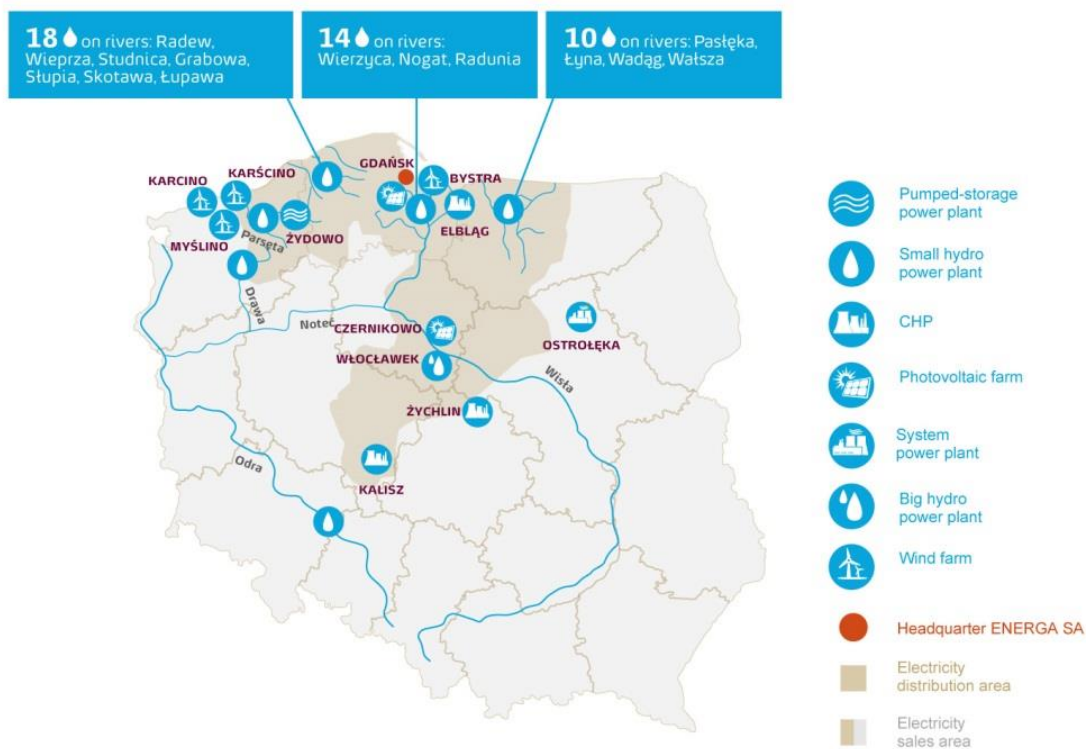 18 on rivers: Radew,
Wieprza, Studnica, Grabowa,
Słupia, Skotawa, Łupawa
14 on rivers:
Wierzyca, Nogat, Radunia
10 on rivers: Pasłęka,
Łyna, Wadąg, Wałsza
GDAŃSK
KARŚCINO
BYSTRA
KARCINO
ELBLĄG
Parsęta
ŻYDOWO
MYŚLINO
Drawa
Noteć
CZERNIKOWO
OSTROŁĘKA
WŁOCŁAWEK
Wisła
ŻYCHLIN
Odra
KALISZ
Pumped-storage
power plant
Small hydro
power plant
CHP
Photovoltaic farm
System
power plant
Big hydro
power plant
Wind farm
Headquarter ENERGA SA
Electricity
distribution area
Electricity
sales area